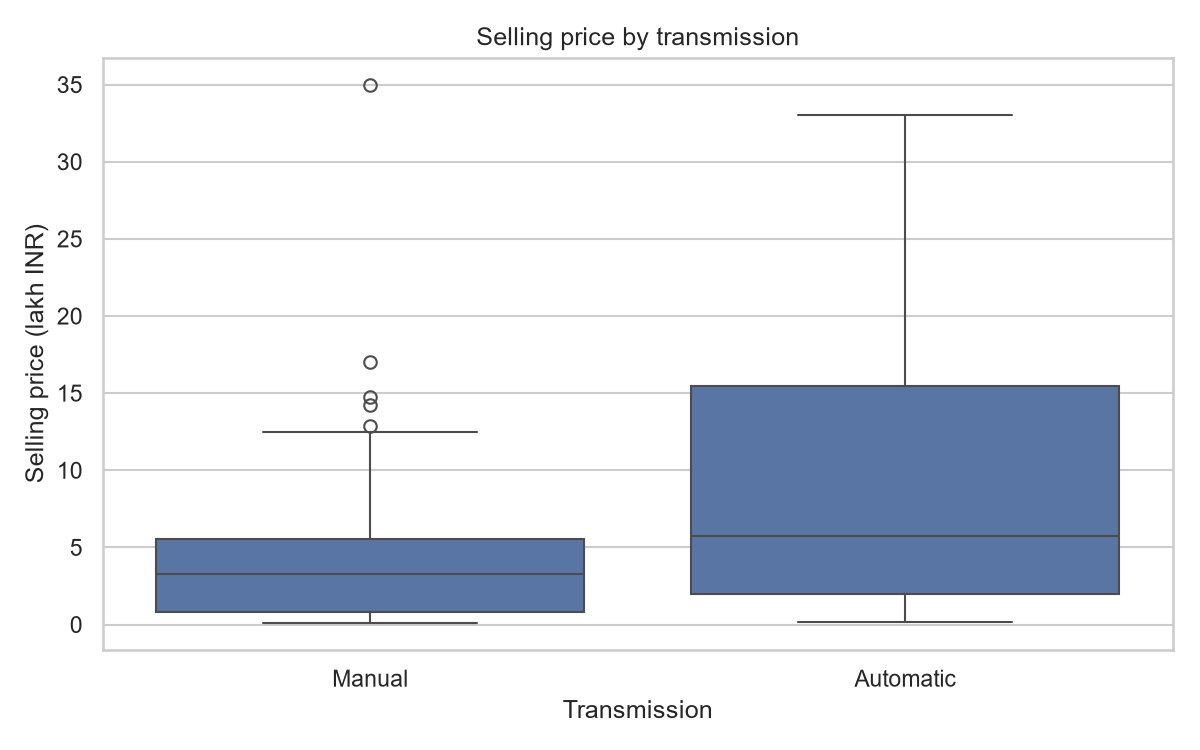 Selling price by transmission
Selling price (lakh INR)
35
30
25
20
15
10
5
0
Manual
Automatic
Transmission